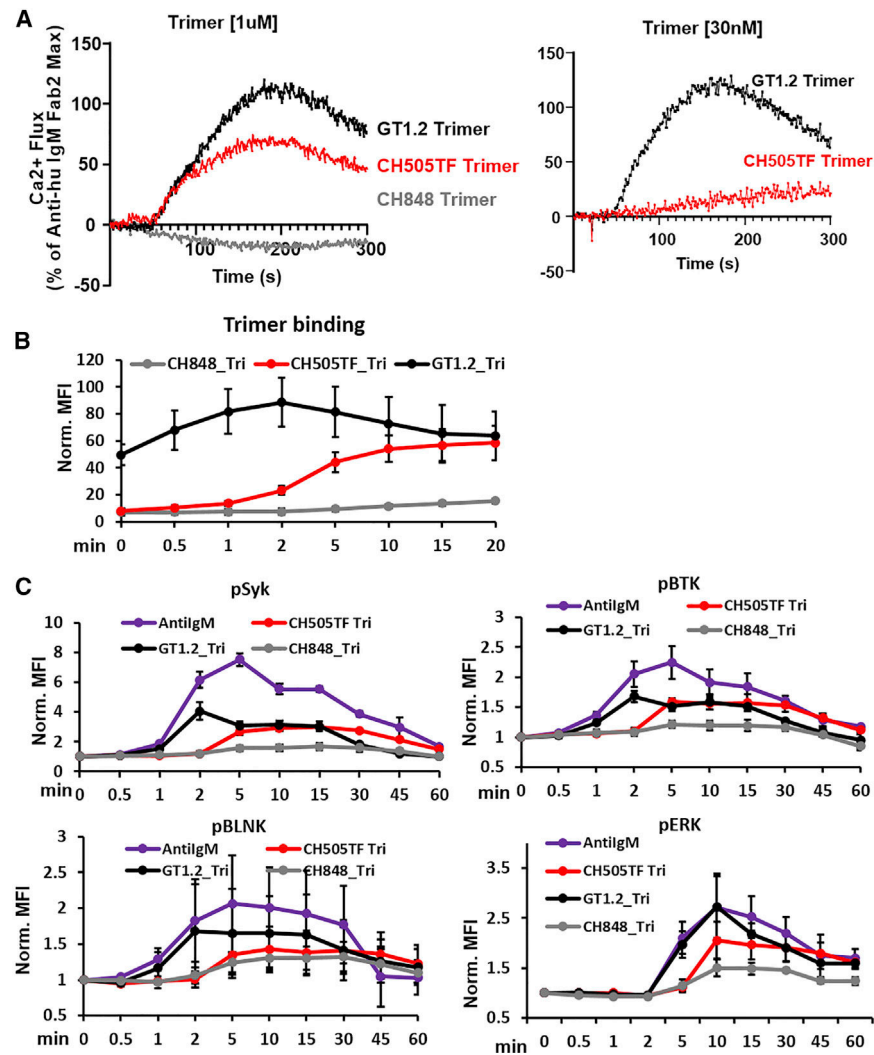 A
Trimer [1uM]
Ca2+ Flux
(% of Anti-hu IgM Fab2 Max)
150
100
50
0
-50
100
200
300
Time (s)
GT1.2 Trimer
CH505TF Trimer
CH848 Trimer
Trimer [30nM]
150
100
50
0
-50
100
200
300
Time (s)
GT1.2 Trimer
CH505TF Trimer
B
Trimer binding
CH848_Tri CH505TF_Tri GT1.2_Tri
Norm. MFI
120
100
80
60
40
20
0
min 0 0.5 1 2 5 10 15 20
C
pSyk
AntiIgM CH505TF Tri
GT1.2_Tri CH848_Tri
Norm. MFI
10
8
6
4
2
0
min 0 0.5 1 2 5 10 15 30 45 60
pBTK
AntiIgM CH505TF Tri
GT1.2_Tri CH848_Tri
Norm. MFI
3
2.5
2
1.5
1
0.5
min 0 0.5 1 2 5 10 15 30 45 60
pBLNK
AntiIgM CH505TF Tri
GT1.2_Tri CH848_Tri
Norm. MFI
3
2.5
2
1.5
1
0.5
min 0 0.5 1 2 5 10 15 30 45 60
pERK
AntiIgM
CH505TF Tri
GT1.2_Tri
CH848_Tri
Norm. MFI
3.5
2.5
1.5
0.5
min 0 0.5 1 2 5 10 15 30 45 60